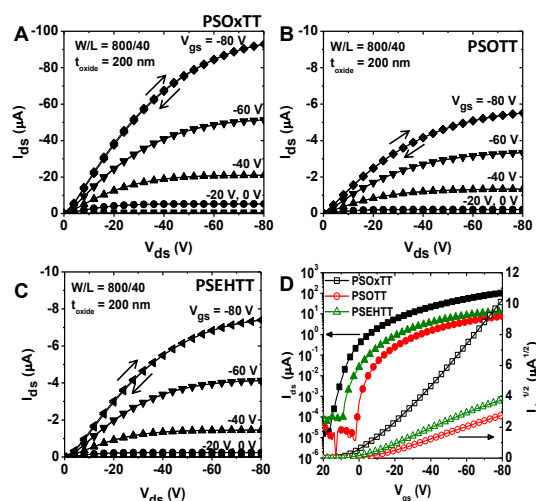 A
PSOxTT
W/L = 800/40
t_oxide = 200 nm
V_gs = -80 V
-60 V
-40 V
-20 V, 0 V
-100
-80
-60
-40
-20
0
I_ds (µA)
0 -20 -40 -60 -80
V_ds (V)
B
PSOTT
W/L = 800/40
t_oxide = 200 nm
V_gs = -80 V
-60 V
-40 V
-20 V, 0 V
-10
-8
-6
-4
-2
0
I_ds (µA)
0 -20 -40 -60 -80
V_ds (V)
C
PSEHTT
W/L = 800/40
t_oxide = 200 nm
V_gs = -80 V
-60 V
-40 V
-20 V, 0 V
-10
-8
-6
-4
-2
0
I_ds (µA)
0 -20 -40 -60 -80
V_ds (V)
D
PSOxTT
PSOTT
PSEHTT
10³
10²
10¹
10⁰
10⁻¹
10⁻²
10⁻³
10⁻⁴
10⁻⁵
10⁻⁶
I_ds (µA)
12
10
8
6
4
2
0
(µA^1/2)
20 0 -20 -40 -60 -80
V_gs (V)